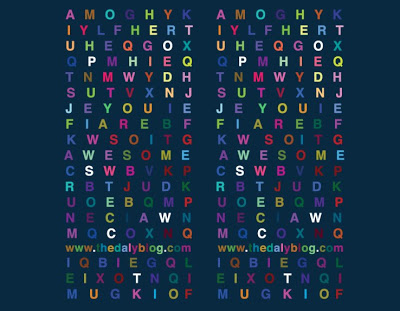 A M O G H Y K A M O G H Y K
I Y L F H E R T I Y L F H E R T
U H E Q G O X U H E Q G O X
Q P M H I E Q Q P M H I E Q
T N M W Y D H T N M W Y D H
S U T V X N J S U T V X N J
J E Y O U I E J E Y O U I E
F I A R E B F F I A R E B F
K W S O I T G K W S O I T G
A W E S O M E A W E S O M E
C S W B V K P C S W B V K P
R B T J U D K R B T J U D K
U O E B Q M P U O E B Q M P
N E C I A W N N E C I A W N
M Q C O X H Q M Q C O X H Q
www.thedalyblog.com www.thedalyblog.com
I Q B I E G Q L I Q B I E G Q L
E I X O T N Q I E I X O T N Q I
M U G K I O F M U G K I O F